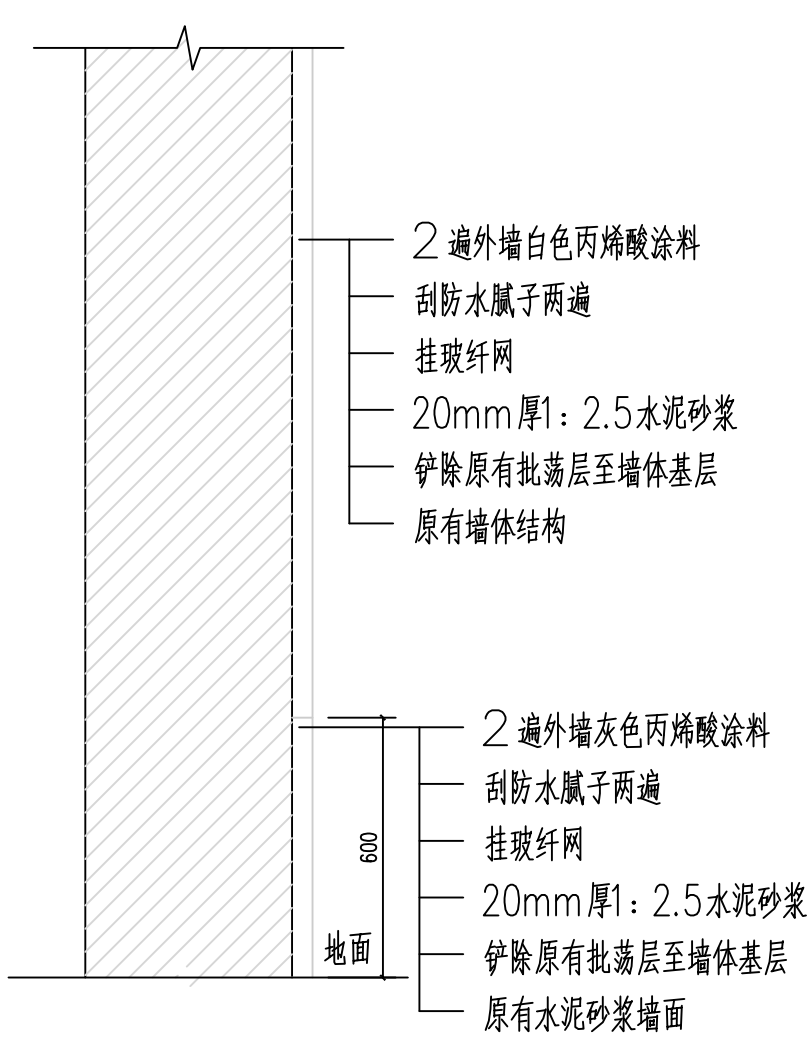 2 遍外墙白色丙烯酸涂料
刮防水腻子两遍
挂玻纤网
20mm厚1：2.5水泥砂浆
铲除原有批荡层至墙体基层
原有墙体结构
2 遍外墙灰色丙烯酸涂料
刮防水腻子两遍
挂玻纤网
20mm厚1：2.5水泥砂浆
铲除原有批荡层至墙体基层
原有水泥砂浆墙面
600
地面